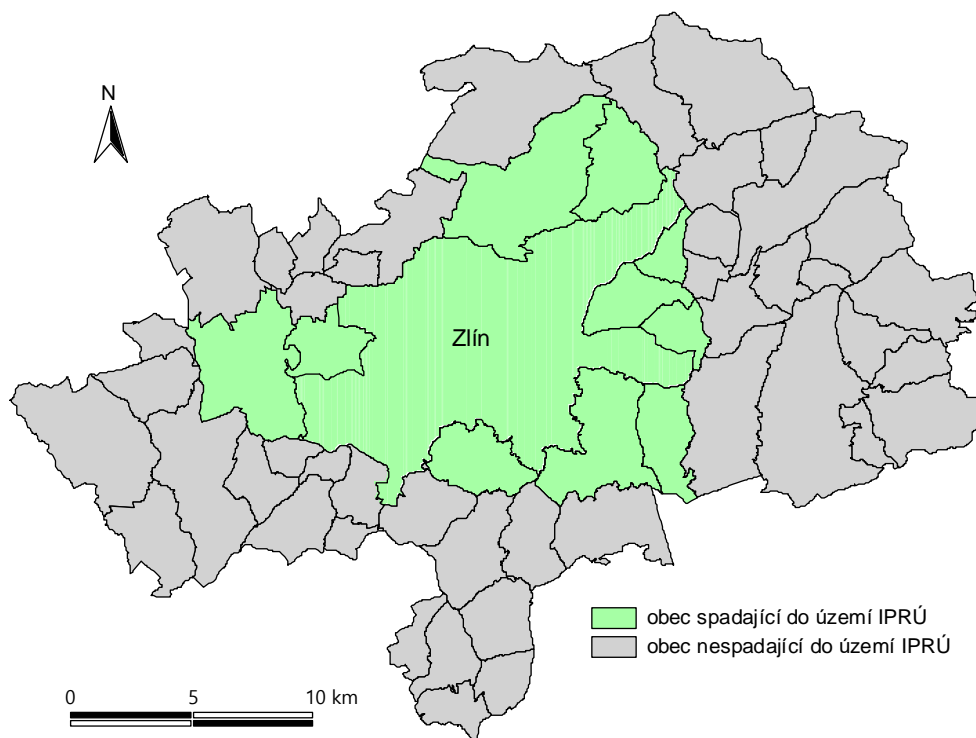 N
Zlín
obec spadající do území IPRÚ
obec nespadající do území IPRÚ
0 5 10 km